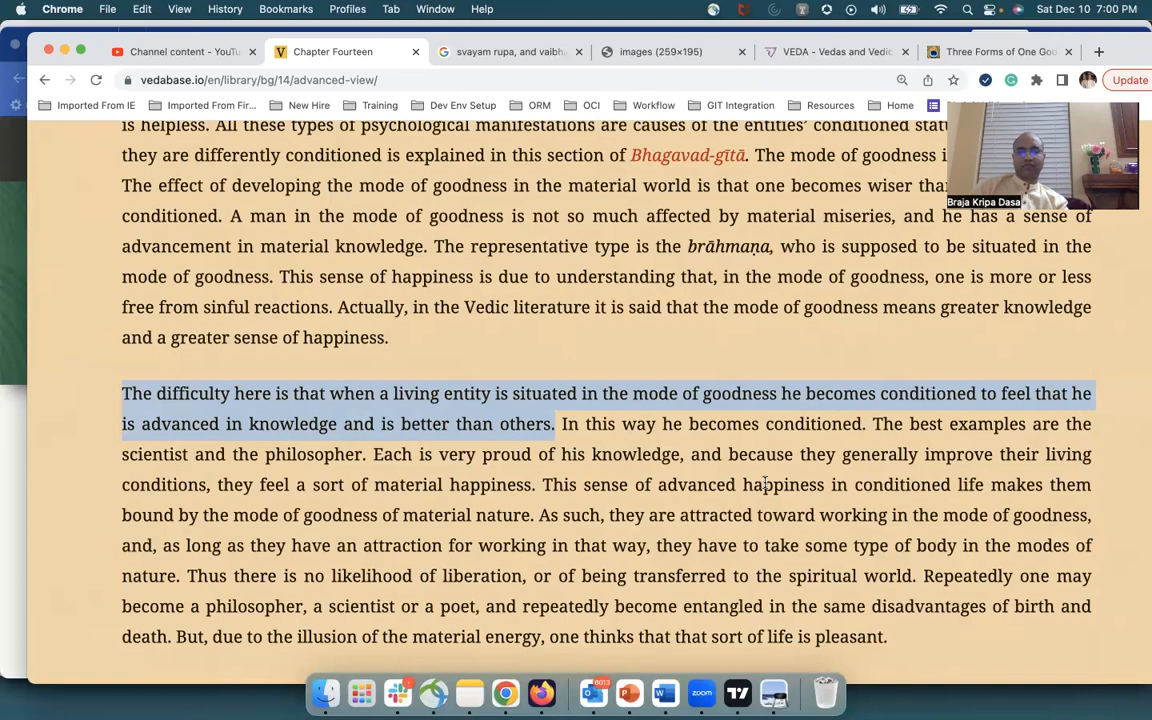 Chrome File Edit View History Bookmarks Profiles Tab Window Help Sat Dec 10 7:00 PM
Channel content - YouTu Chapter Fourteen svayam rupa, and vaibh images (259×195) VEDA - Vedas and Vedic Three Forms of One Go
vedabase.io/en/library/bg/14/advanced-view/ Update
Imported From IE Imported From Fir... New Hire Training Dev Env Setup ORM OCI Workflow GIT Integration Resources Home
is helpless. All these types of psychological manifestations are causes of the entities’ conditioned statu
they are differently conditioned is explained in this section of Bhagavad-gītā. The mode of goodness i
The effect of developing the mode of goodness in the material world is that one becomes wiser than
Braja Kripa Dasa
conditioned. A man in the mode of goodness is not so much affected by material miseries, and he has a sense of
advancement in material knowledge. The representative type is the brāhmaṇa, who is supposed to be situated in the
mode of goodness. This sense of happiness is due to understanding that, in the mode of goodness, one is more or less
free from sinful reactions. Actually, in the Vedic literature it is said that the mode of goodness means greater knowledge
and a greater sense of happiness.
The difficulty here is that when a living entity is situated in the mode of goodness he becomes conditioned to feel that he
is advanced in knowledge and is better than others. In this way he becomes conditioned. The best examples are the
scientist and the philosopher. Each is very proud of his knowledge, and because they generally improve their living
conditions, they feel a sort of material happiness. This sense of advanced happiness in conditioned life makes them
bound by the mode of goodness of material nature. As such, they are attracted toward working in the mode of goodness,
and, as long as they have an attraction for working in that way, they have to take some type of body in the modes of
nature. Thus there is no likelihood of liberation, or of being transferred to the spiritual world. Repeatedly one may
become a philosopher, a scientist or a poet, and repeatedly become entangled in the same disadvantages of birth and
death. But, due to the illusion of the material energy, one thinks that that sort of life is pleasant.
6013
zoom